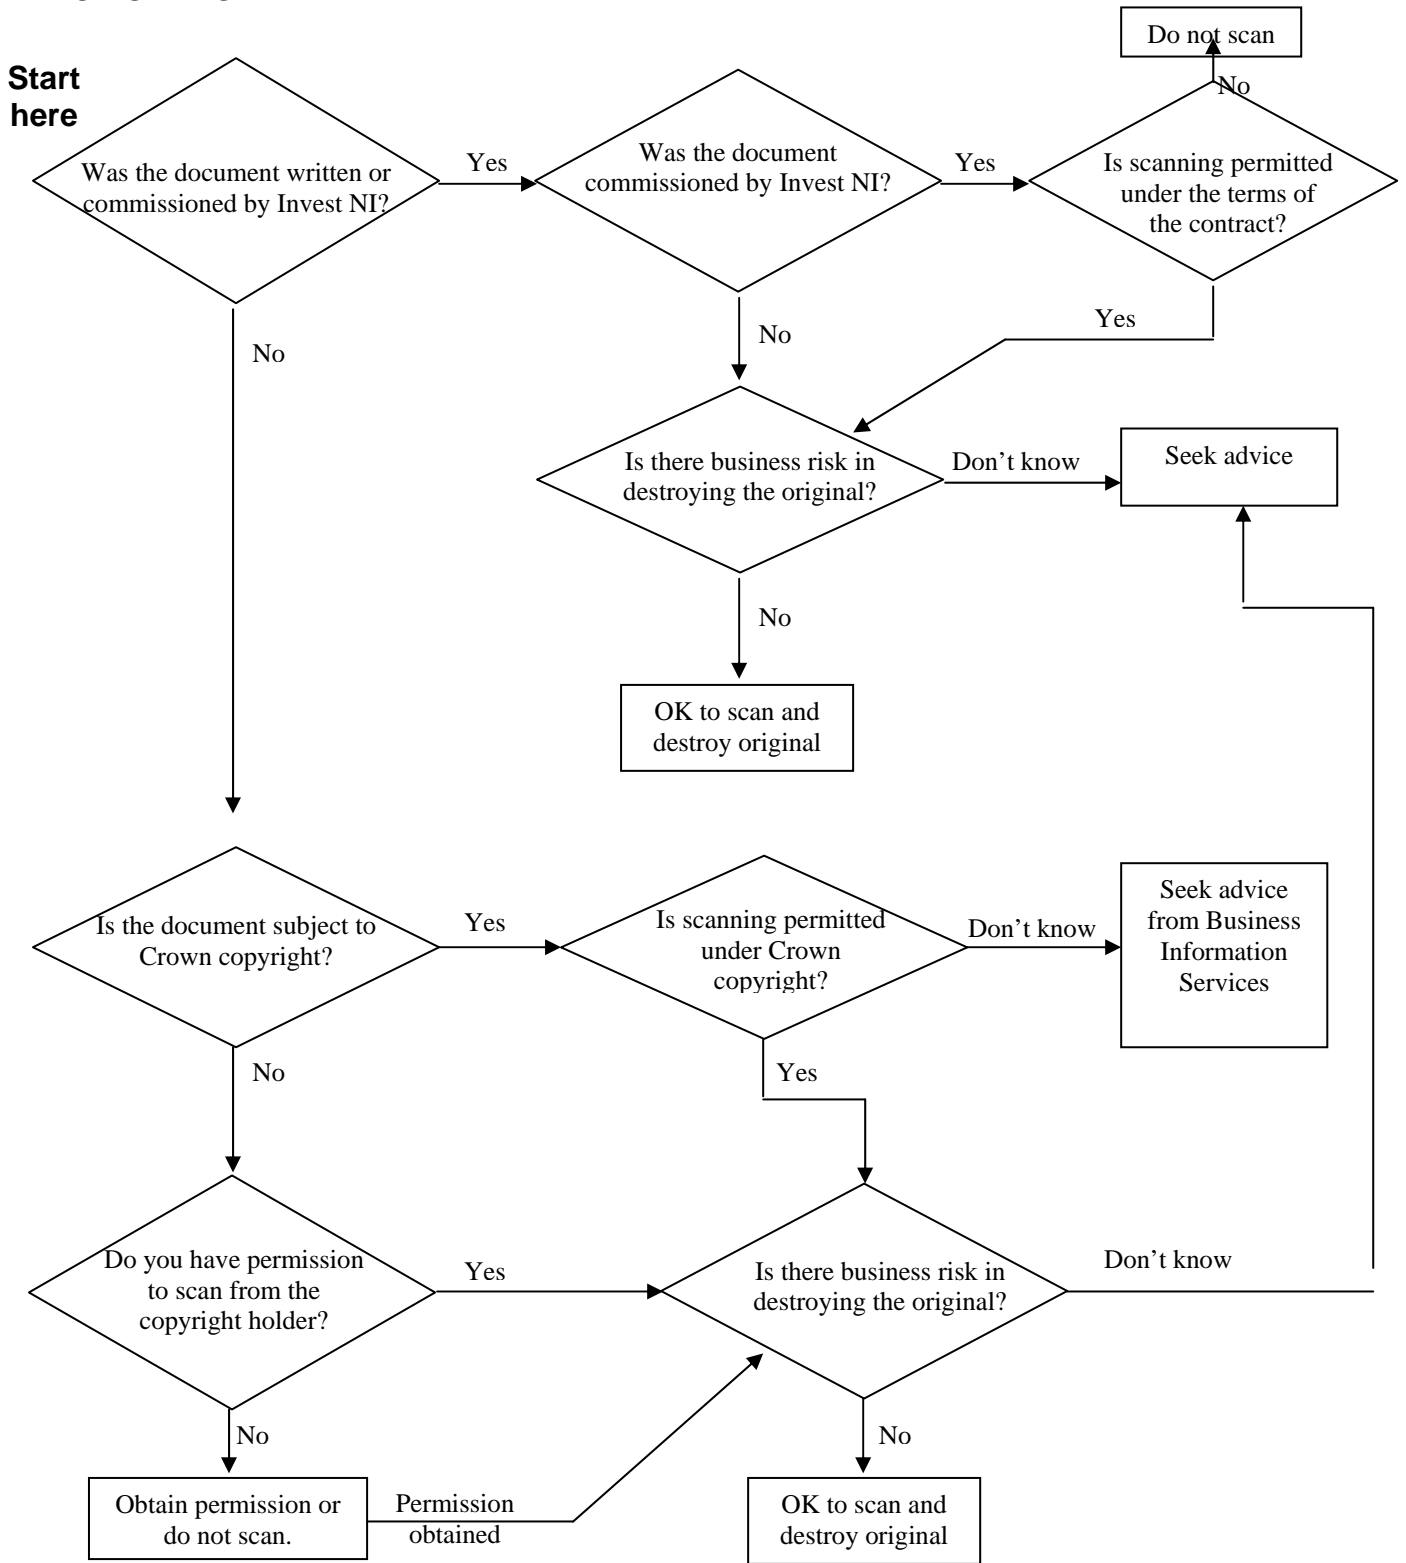 Do not scan
Start
here
No
Was the document written or
commissioned by Invest NI?
Yes
Was the document
commissioned by Invest NI?
Yes
Is scanning permitted
under the terms of
the contract?
No
No
Yes
Is there business risk in
destroying the original?
Don't know
Seek advice
No
OK to scan and
destroy original
Is the document subject to
Crown copyright?
Yes
Is scanning permitted
under Crown
copyright?
Don't know
Seek advice
from Business
Information
Services
No
Yes
Do you have permission
to scan from the
copyright holder?
Yes
Is there business risk in
destroying the original?
Don't know
No
No
Obtain permission or
do not scan.
Permission
obtained
OK to scan and
destroy original